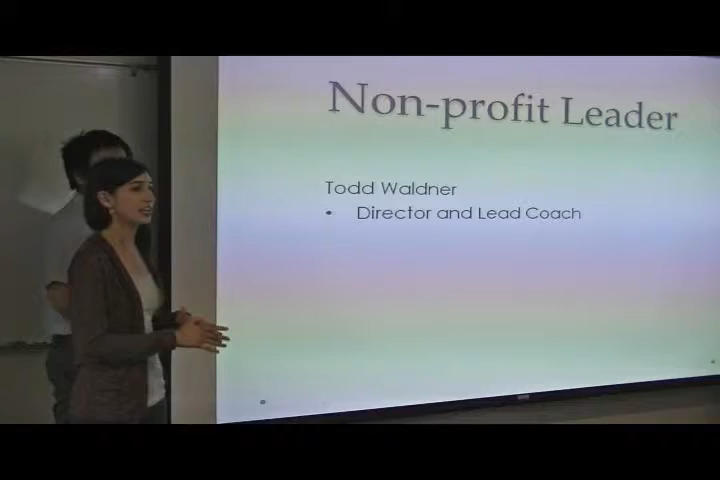 Non-profit Leader
Todd Waldner
• Director and Lead Coach